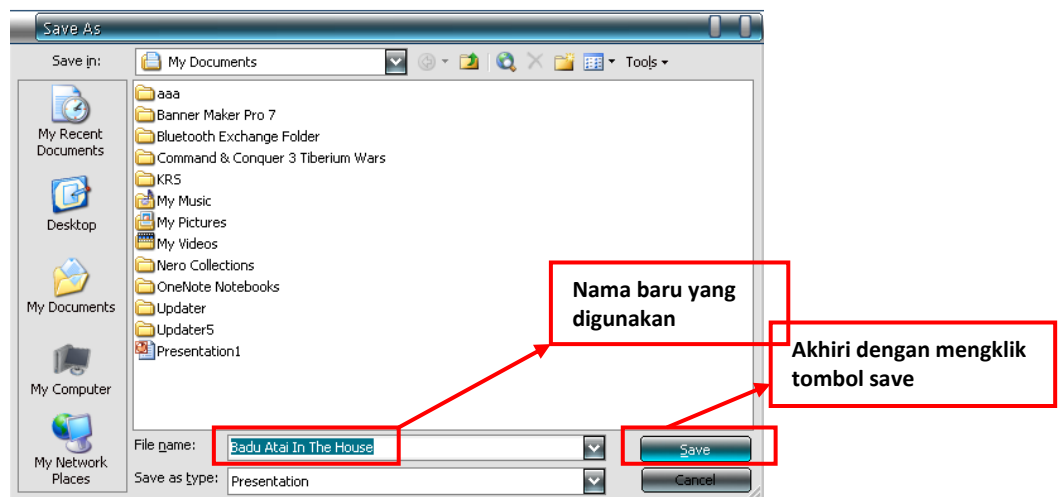 Save As
Save in:
My Documents
Tools
My Recent
Documents
Desktop
My Documents
My Computer
My Network
Places
aaa
Banner Maker Pro 7
Bluetooth Exchange Folder
Command & Conquer 3 Tiberium Wars
KRS
My Music
My Pictures
My Videos
Nero Collections
OneNote Notebooks
Updater
Updater5
Presentation1
Nama baru yang
digunakan
Akhiri dengan mengklik
tombol save
File name:
Badu Atai In The House
Save
Save as type:
Presentation
Cancel